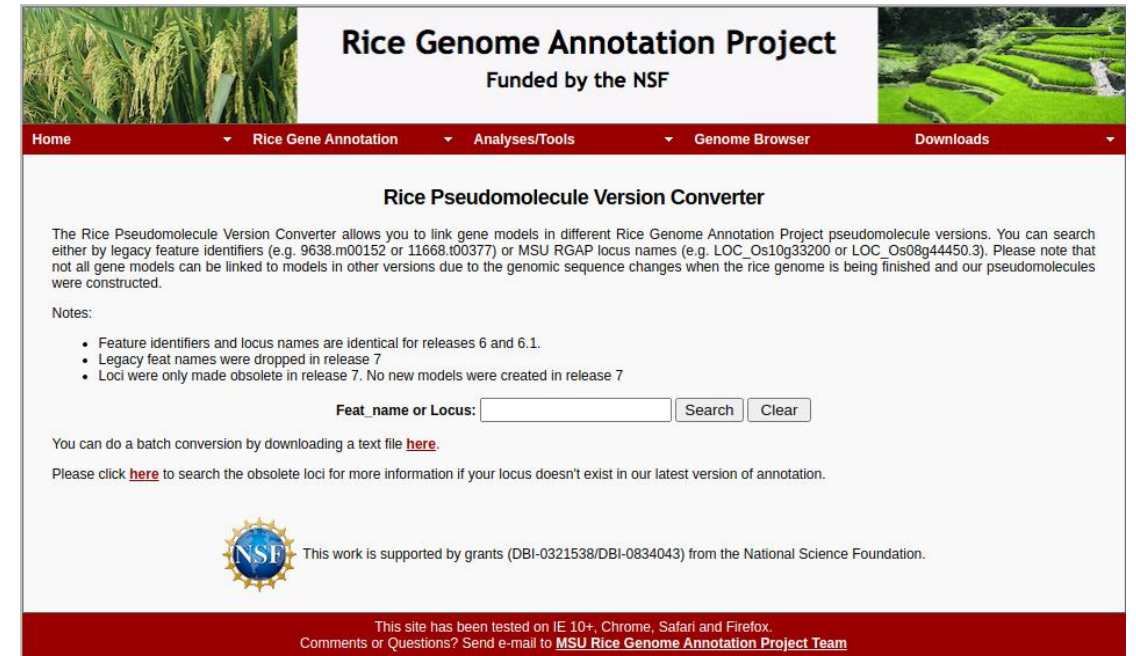 Rice Genome Annotation Project
Funded by the NSF
Home Rice Gene Annotation Analyses/Tools Genome Browser Downloads
Rice Pseudomolecule Version Converter
The Rice Pseudomolecule Version Converter allows you to link gene models in different Rice Genome Annotation Project pseudomolecule versions. You can search
either by legacy feature identifiers (e.g. 9638.m00152 or 11668.t00377) or MSU RGAP locus names (e.g. LOC_Os10g33200 or LOC_Os08g44450.3). Please note that
not all gene models can be linked to models in other versions due to the genomic sequence changes when the rice genome is being finished and our pseudomolecules
were constructed.
Notes:
• Feature identifiers and locus names are identical for releases 6 and 6.1.
• Legacy feat names were dropped in release 7
• Loci were only made obsolete in release 7. No new models were created in release 7
Feat_name or Locus: Search Clear
You can do a batch conversion by downloading a text file here.
Please click here to search the obsolete loci for more information if your locus doesn't exist in our latest version of annotation.
NSF This work is supported by grants (DBI-0321538/DBI-0834043) from the National Science Foundation.
This site has been tested on IE 10+, Chrome, Safari and Firefox.
Comments or Questions? Send e-mail to MSU Rice Genome Annotation Project Team